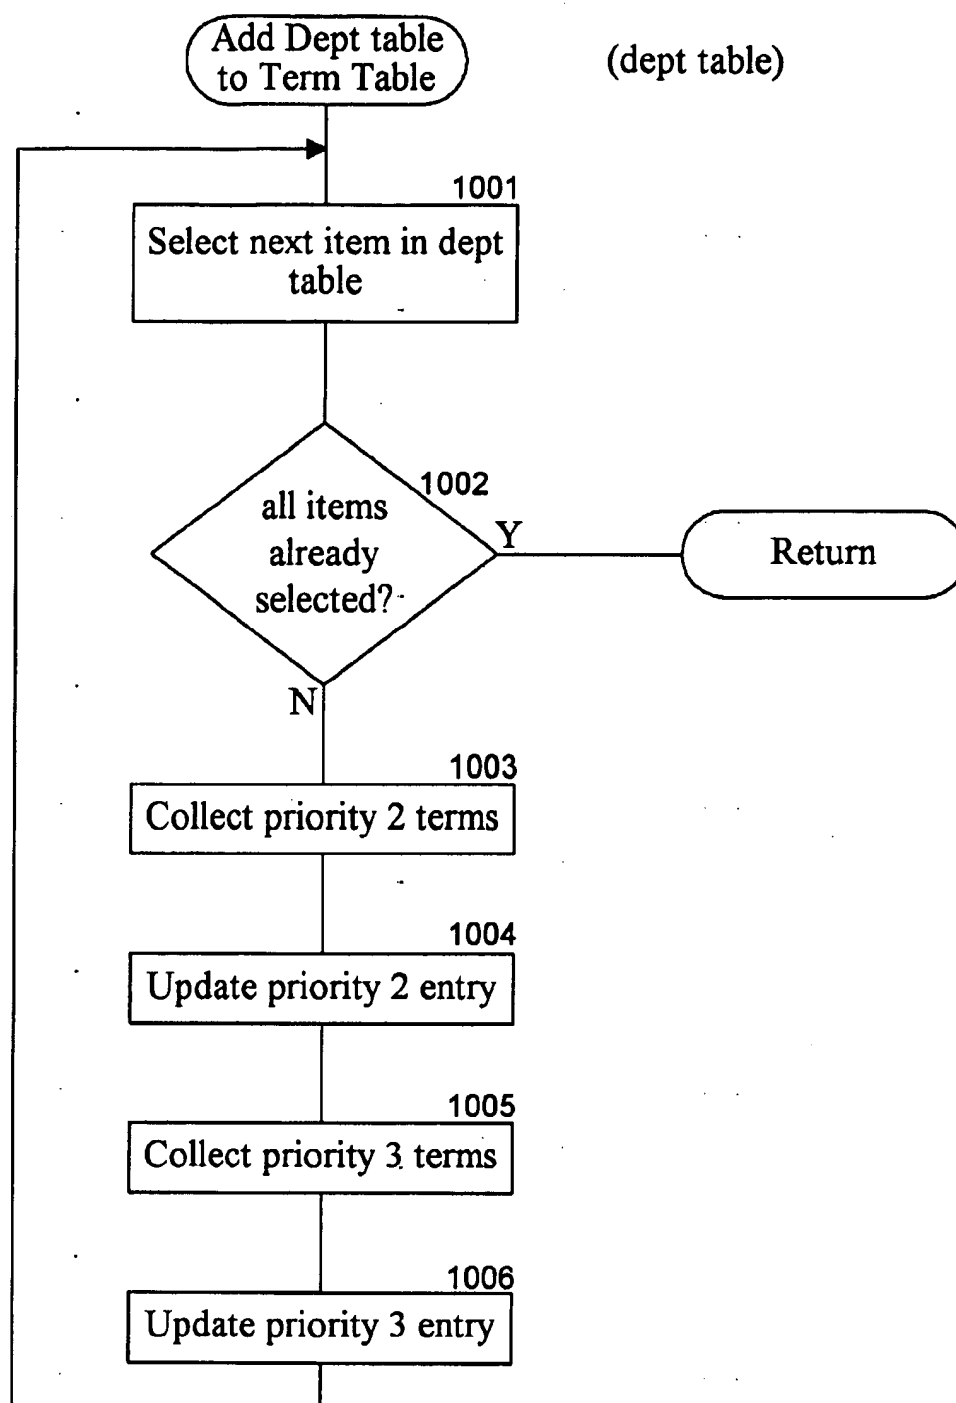 Add Dept table
to Term Table
(dept table)
1001
Select next item in dept
table
1002
all items
already
selected?
Y
Return
N
1003
Collect priority 2 terms
1004
Update priority 2 entry
1005
Collect priority 3 terms
1006
Update priority 3 entry